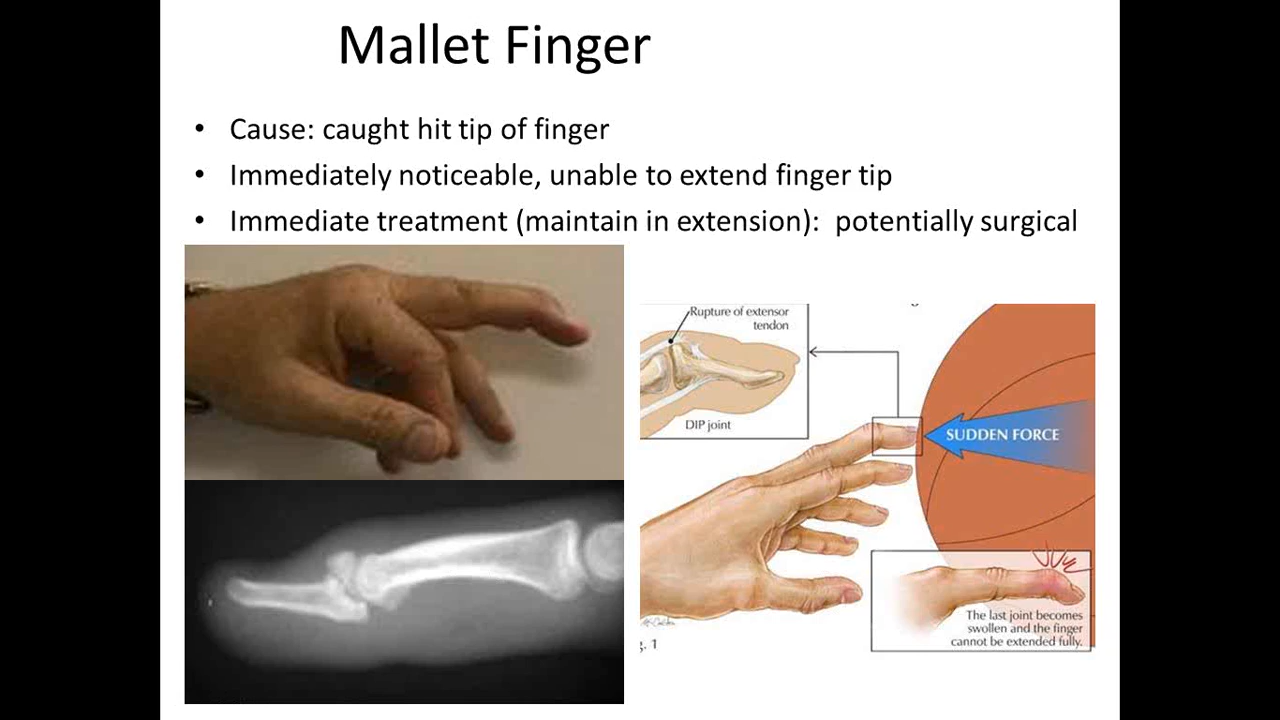 Mallet Finger
• Cause: caught hit tip of finger
• Immediately noticeable, unable to extend finger tip
• Immediate treatment (maintain in extension):  potentially surgical
Rupture of extensor
tendon
DIP joint
SUDDEN FORCE
The last joint becomes
swollen and the finger
cannot be extended fully.
g. 1